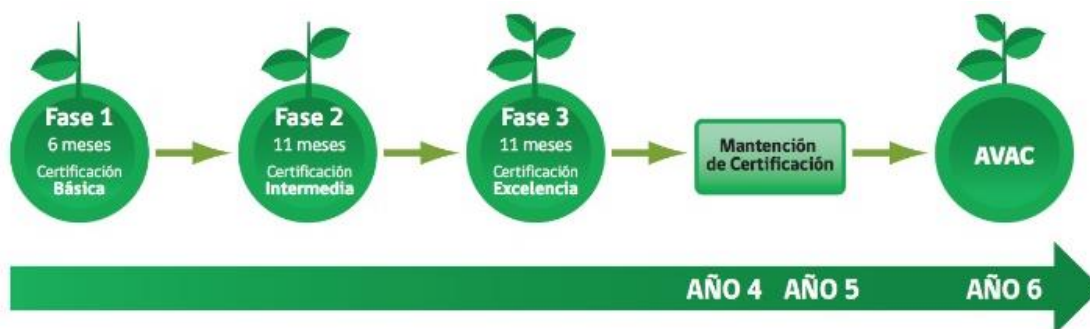 Fase 1
6 meses
Certificación
Básica
Fase 2
11 meses
Certificación
Intermedia
Fase 3
11 meses
Certificación
Excelencia
Mantención
de Certificación
AVAC
AÑO 4 AÑO 5 AÑO 6